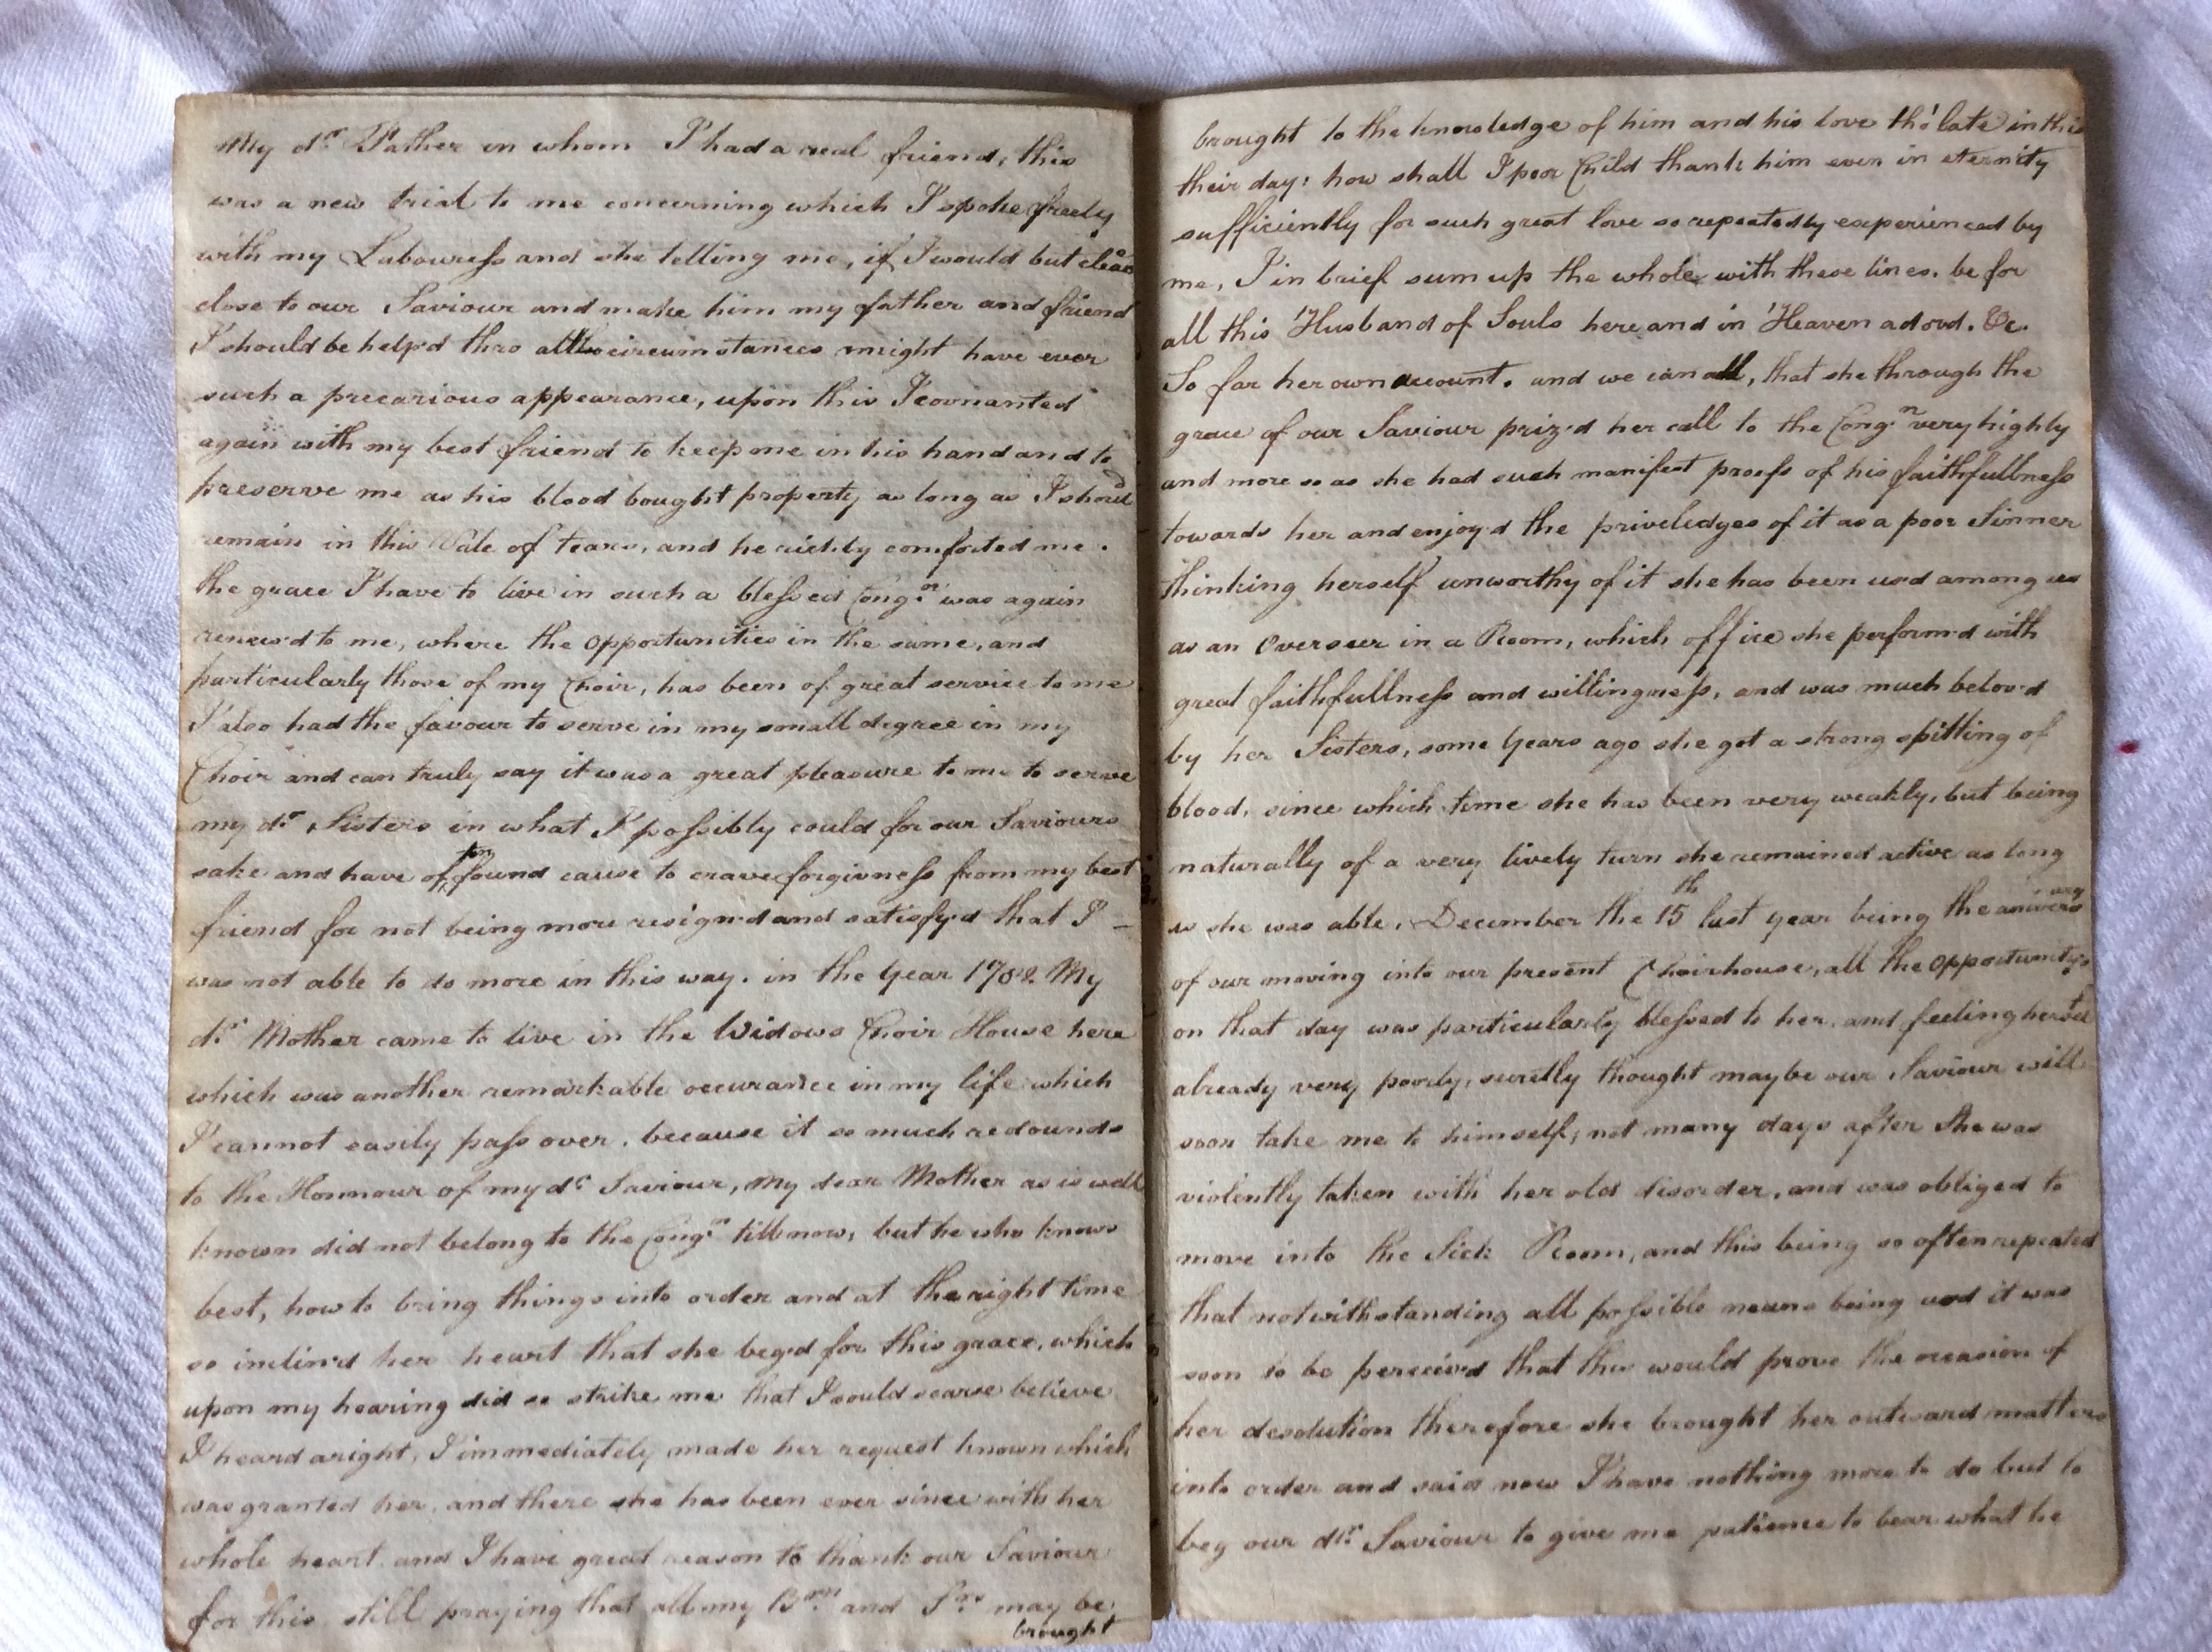 My dr. Father in whom I had a real friend, this
was a new trial to me concerning which I spoke freely
with my Labouress and she telling me, if I would but cleave
close to our Saviour and make him my father and friend
I should be help'd thro all the circumstances might have ever
such a precarious appearance, upon this I covnanted
again with my best friend to keep me in his hand and to
preserve me as his blood bought property as long as I shou'd
remain in this Vale of tears, and he richly comforted me.
the grace I have to live in such a blessed Congn. was again
renew'd to me, where the opportunities in the same, and
particularly those of my Choir, has been of great service to me
I also had the favour to serve in my small degree in my
Choir and can truly say it was a great pleasure to me to serve
my dr. Sisters in what I possibly could for our Saviours
sake and have often found cause to crave forgivness from my best
friend for not being more resign'd and satisfy'd that I –
was not able to do more in this way. in the Year 1782 My
dr. Mother came to live in the Widows Choir House here
which was another remarkable occurance in my life which
I cannot easily pass over. because it so much redounds
to the Honnour of my dr. Saviour, My dear Mother as is well
known did not belong to the Congn. till now, but he who knows
best, how to bring things into order and at the right time
so inclin'd her heart that she beg'd for this grace, which
upon my hearing did so strike me that I could scarse believe
I heard aright, I immediately made her request known which
was granted her, and there she has been ever since with her
whole heart. and I have great reason to thank our Saviour
for this, still praying that all my Brn. and Srs. may be
brought
brought to the knowledge of him and his love tho' late in this
their day: how shall I poor Child thank him even in eternity
sufficiently for such great love so repeatedly experienced by
me, I in brief sum up the whole with these lines. be for
all this Husband of Souls here and in Heaven ador'd. &c.
So far her own account. and we can add, that she through the
grace of our Saviour priz'd her call to the Congn. very highly
and more so as she had such manifest proofs of his faithfullness
towards her and enjoy'd the priveledges of it as a poor Sinner
thinking herself unworthy of it she has been us'd among us
as an Overseer in a Room, which office she perform'd with
great faithfullness and willingness, and was much belov'd
by her Sisters, some Years ago she got a strong spitting of
blood, since which time she has been very weakly, but being
naturally of a very lively turn she remained active as long
as she was able. December the 15th last year being the aniversary
of our moving into our present Choirhouse, all the opportunitys
on that day was particularly blessed to her. and feeling herself
already very poorly, surelly thought maybe our Saviour will
soon take me to himself; not many days after she was
violently taken with her old disorder, and was obliged to
move into the Sick Room, and this being so often repeated
that notwithstanding all possible means being usd it was
soon to be perceiv'd that this would prove the occasion of
her desolution therefore she brought her outward matters
into order and said now I have nothing more to do but to
beg our dr. Saviour to give me patience to bear what he